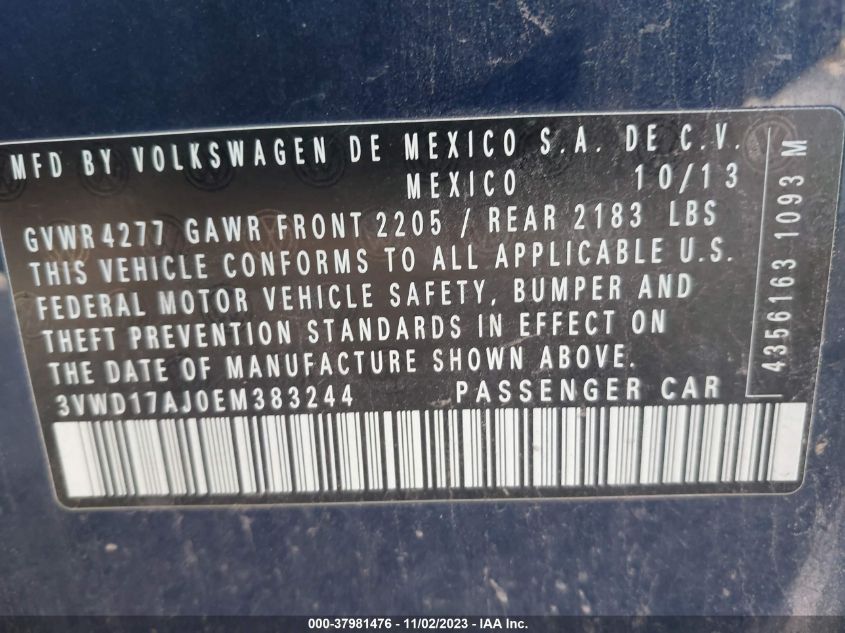 MFD BY VOLKSWAGEN DE MEXICO S.A. DE C.V.
MEXICO 10/13
GVWR 4277 GAWR FRONT 2205 / REAR 2183 LBS
THIS VEHICLE CONFORMS TO ALL APPLICABLE U.S.
FEDERAL MOTOR VEHICLE SAFETY, BUMPER AND
THEFT PREVENTION STANDARDS IN EFFECT ON
THE DATE OF MANUFACTURE SHOWN ABOVE.
3VWD17AJ0EM383244 PASSENGER CAR
4356163 1093 M
000-37981476 - 11/02/2023 - IAA Inc.